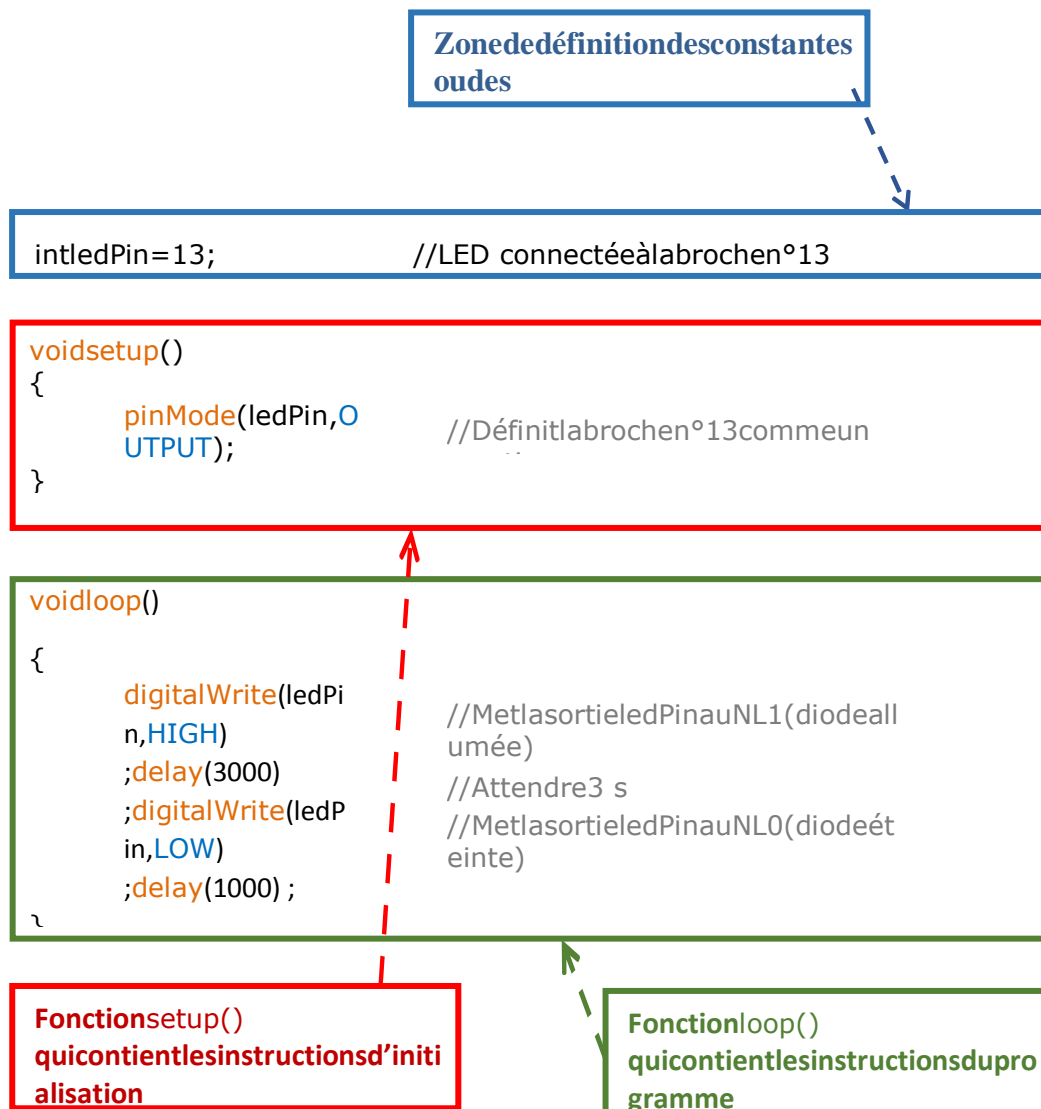 Zonededéfinitiondesconstantes
oudes
intledPin=13; //LED connectéeàlabrochen°13
voidsetup()
{
pinMode(ledPin,O
UTPUT);
//Définitlabrochen°13commeun
}
voidloop()
{
digitalWrite(ledPi
n,HIGH)
;delay(3000)
;digitalWrite(ledP
in,LOW)
;delay(1000) ;
//MetlasortieledPinauNL1(diodeall
umée)
//Attendre3 s
//MetlasortieledPinauNL0(diodeét
einte)
}
Fonctionsetup()
quicontientlesinstructionsd’initi
alisation
Fonctionloop()
quicontientlesinstructionsdupro
gramme